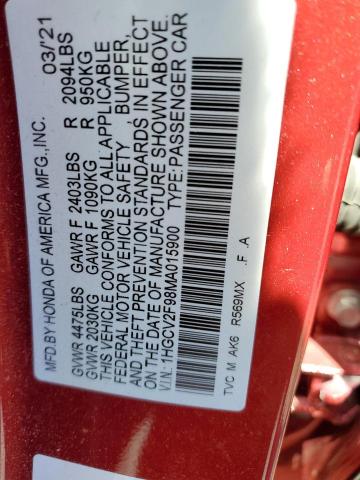 MFD.BY HONDA OF AMERICA MFG.,INC. 03/'21
GVWR 4475LBS GAWR F 2403LBS R 2094LBS
GVWR 2030KG GAWR F 1090KG R 950KG
THIS VEHICLE CONFORMS TO ALL APPLICABLE
FEDERAL MOTOR VEHICLE SAFETY , BUMPER,
AND THEFT PREVENTION STANDARDS IN EFFECT
ON THE DATE OF MANUFACTURE SHOWN ABOVE.
V.I.N.: 1HGCV2F98MA015900 TYPE:PASSENGER CAR
TVC M AK6 R569MX .F .A